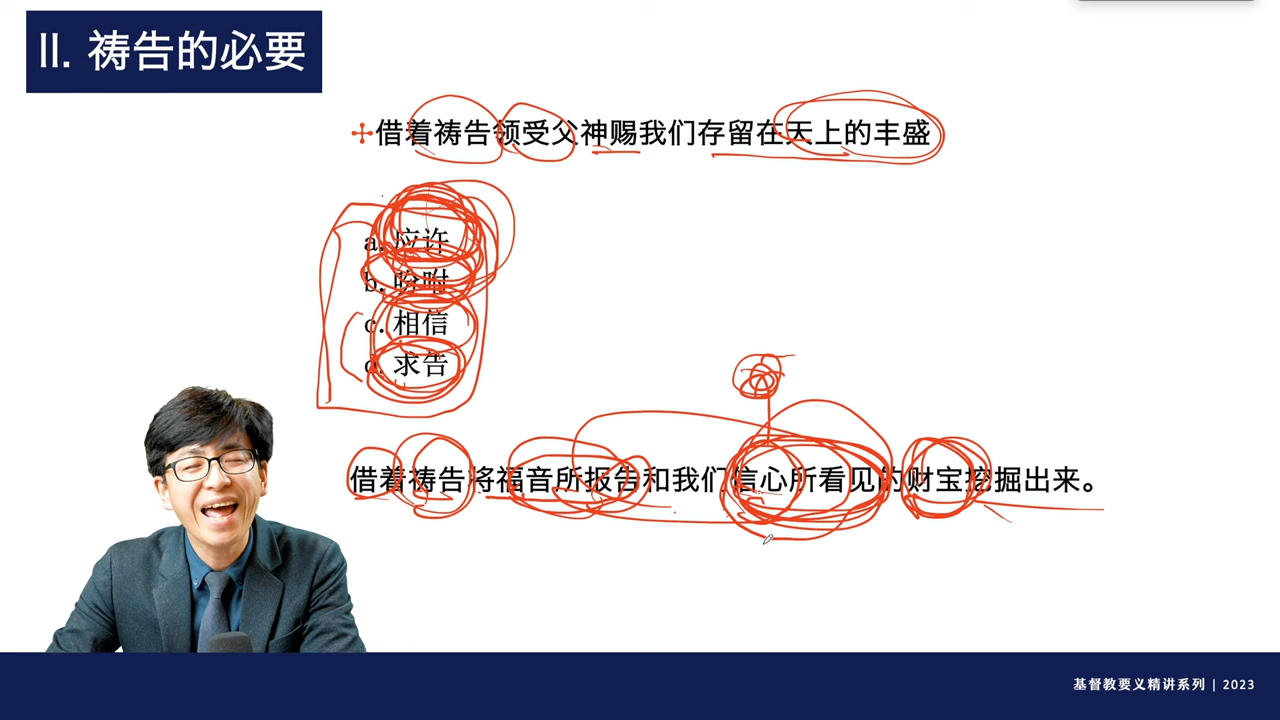 II. 祷告的必要
✢借着祷告领受父神赐我们存留在天上的丰盛
a. 应许
b. 吩咐
c. 相信
d. 求告
借着祷告将福音所报告和我们信心所看见的财宝挖掘出来。
基督教要义精讲系列 | 2023